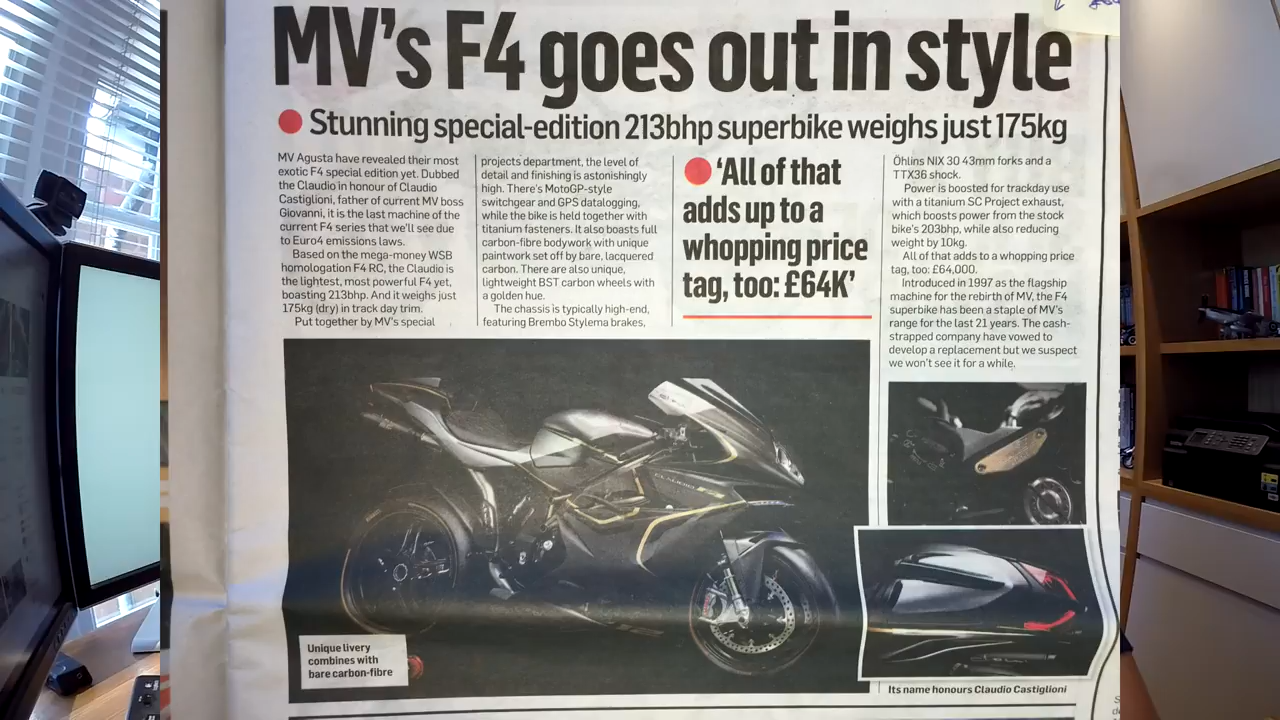 MV's F4 goes out in style
Stunning special-edition 213bhp superbike weighs just 175kg
MV Agusta have revealed their most
exotic F4 special edition yet. Dubbed
the Claudio in honour of Claudio
Castiglioni, father of current MV boss
Giovanni, it is the last machine of the
current F4 series that we'll see due
to Euro4 emissions laws.
Based on the mega-money WSB
homologation F4 RC, the Claudio is
the lightest, most powerful F4 yet,
boasting 213bhp. And it weighs just
175kg (dry) in track day trim.
Put together by MV's special
projects department, the level of
detail and finishing is astonishingly
high. There's MotoGP-style
switchgear and GPS datalogging,
while the bike is held together with
titanium fasteners. It also boasts full
carbon-fibre bodywork with unique
paintwork set off by bare, lacquered
carbon. There are also unique,
lightweight BST carbon wheels with
a golden hue.
The chassis is typically high-end,
featuring Brembo Stylema brakes,
'All of that
adds up to a
whopping price
tag, too: £64K'
Öhlins NIX 30 43mm forks and a
TTX36 shock.
Power is boosted for trackday use
with a titanium SC Project exhaust,
which boosts power from the stock
bike's 203bhp, while also reducing
weight by 10kg.
All of that adds to a whopping price
tag, too: £64,000.
Introduced in 1997 as the flagship
machine for the rebirth of MV, the F4
superbike has been a staple of MV's
range for the last 21 years. The cash-
strapped company have vowed to
develop a replacement but we suspect
we won't see it for a while.
Unique livery
combines with
bare carbon-fibre
Its name honours Claudio Castiglioni